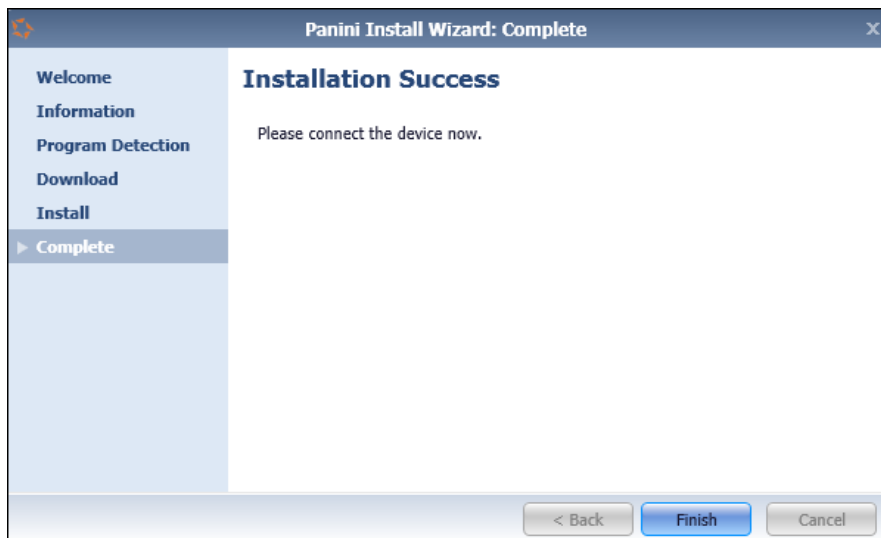 Panini Install Wizard: Complete
x
Welcome
Information
Program Detection
Download
Install
Complete
Installation Success
Please connect the device now.
< Back
Finish
Cancel